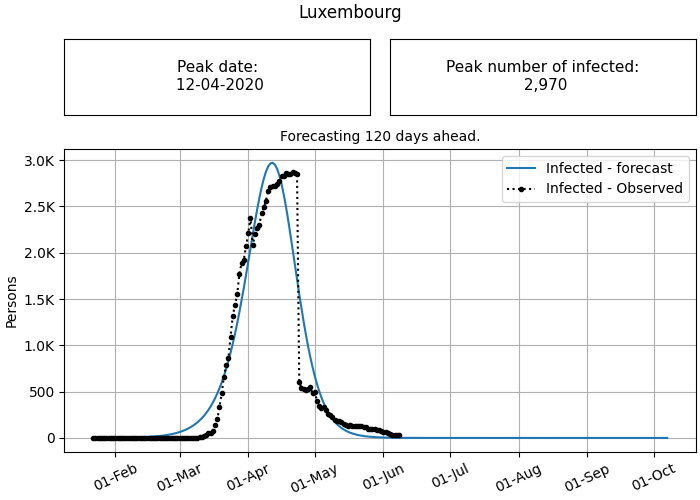 Luxembourg
Peak date:
12-04-2020
Peak number of infected:
2,970
Forecasting 120 days ahead.
3.0K
2.5K
2.0K
1.5K
1.0K
500
0
Persons
Infected - forecast
Infected - Observed
01-Feb
01-Mar
01-Apr
01-May
01-Jun
01-Jul
01-Aug
01-Sep
01-Oct